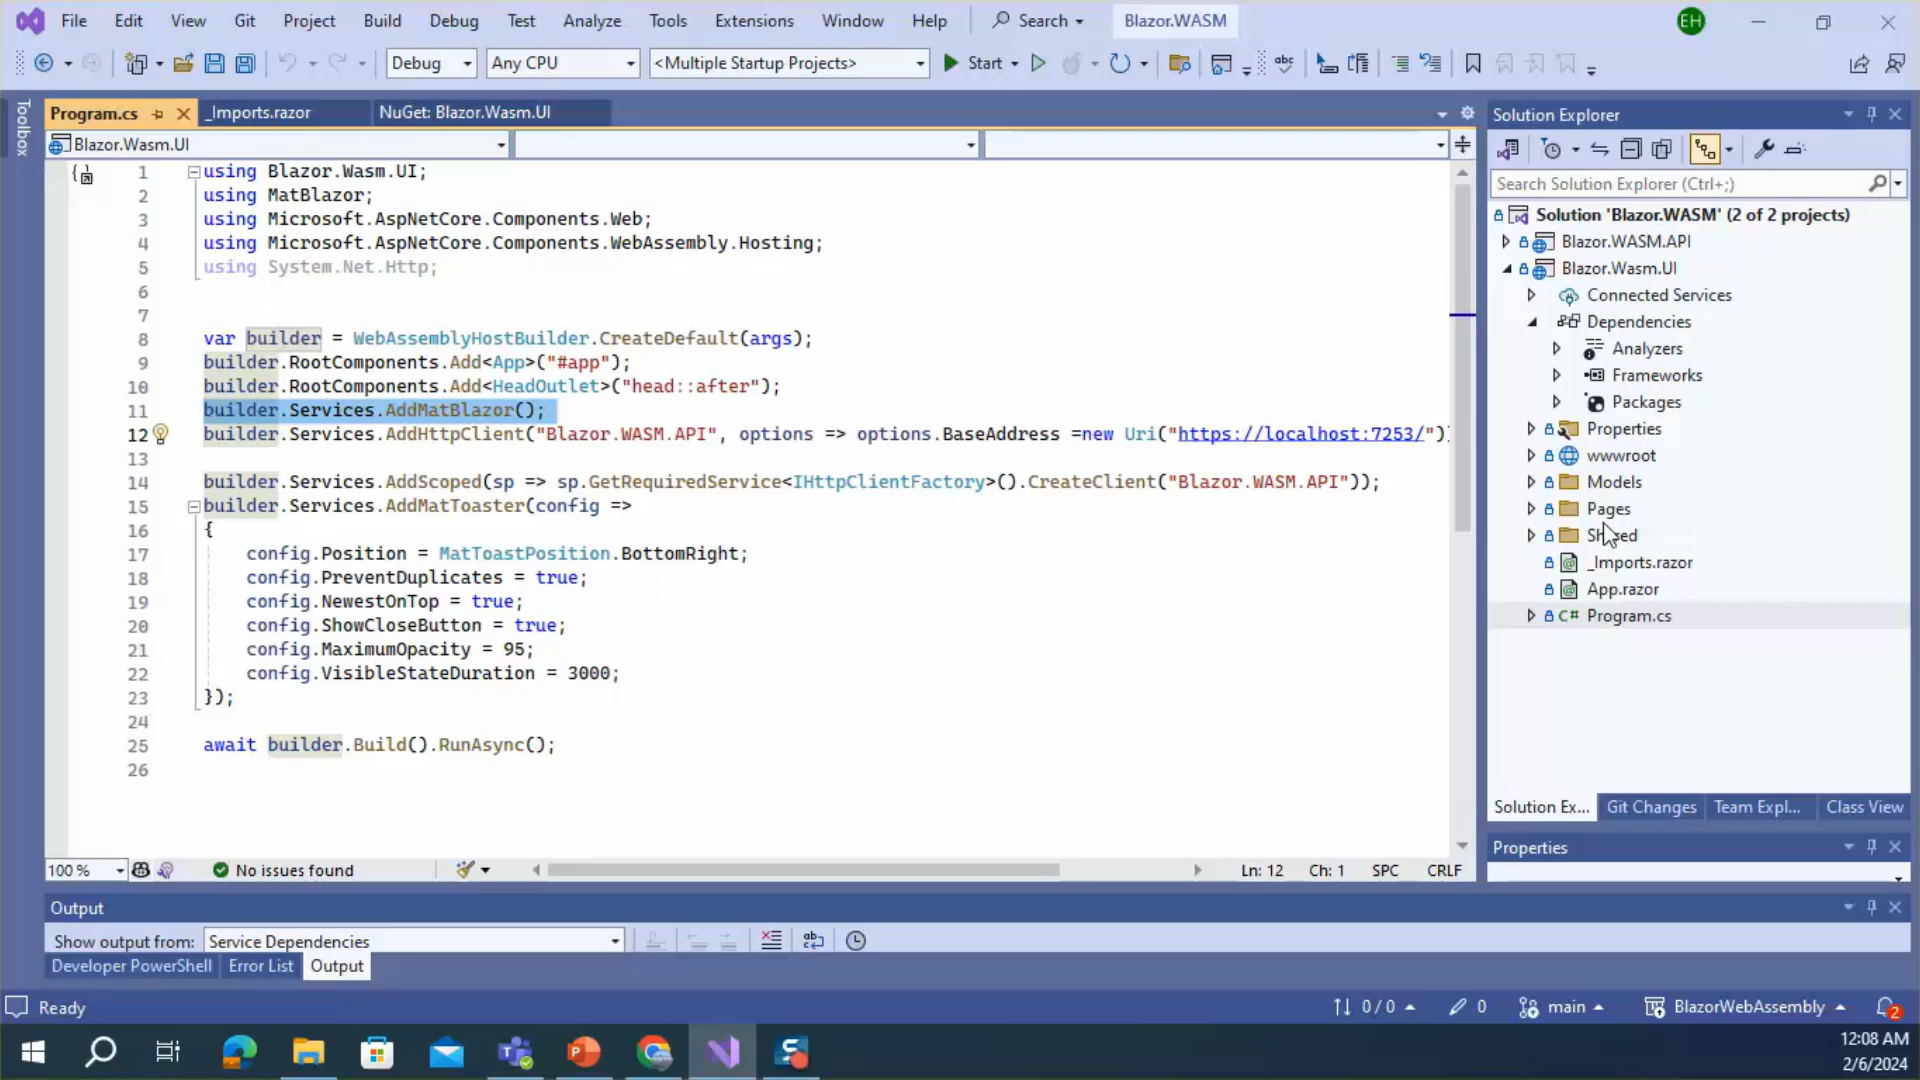 File Edit View Git Project Build Debug Test Analyze Tools Extensions Window Help Search Blazor.WASM EH
Debug Any CPU <Multiple Startup Projects> Start
Toolbox
Program.cs _Imports.razor NuGet: Blazor.Wasm.UI
Blazor.Wasm.UI
1 using Blazor.Wasm.UI;
2 using MatBlazor;
3 using Microsoft.AspNetCore.Components.Web;
4 using Microsoft.AspNetCore.Components.WebAssembly.Hosting;
5 using System.Net.Http;
6
7
8 var builder = WebAssemblyHostBuilder.CreateDefault(args);
9 builder.RootComponents.Add<App>("#app");
10 builder.RootComponents.Add<HeadOutlet>("head::after");
11 builder.Services.AddMatBlazor();
12 builder.Services.AddHttpClient("Blazor.WASM.API", options => options.BaseAddress =new Uri("https://localhost:7253/")
13
14 builder.Services.AddScoped(sp => sp.GetRequiredService<IHttpClientFactory>().CreateClient("Blazor.WASM.API"));
15 builder.Services.AddMatToaster(config =>
16 {
17 config.Position = MatToastPosition.BottomRight;
18 config.PreventDuplicates = true;
19 config.NewestOnTop = true;
20 config.ShowCloseButton = true;
21 config.MaximumOpacity = 95;
22 config.VisibleStateDuration = 3000;
23 });
24
25 await builder.Build().RunAsync();
26
100 % No issues found Ln: 12 Ch: 1 SPC CRLF
Solution Explorer
Search Solution Explorer (Ctrl+;)
Solution 'Blazor.WASM' (2 of 2 projects)
Blazor.WASM.API
Blazor.Wasm.UI
Connected Services
Dependencies
Analyzers
Frameworks
Packages
Properties
wwwroot
Models
Pages
Shared
_Imports.razor
App.razor
C# Program.cs
Solution Ex... Git Changes Team Expl... Class View
Properties
Output
Show output from: Service Dependencies
Developer PowerShell Error List Output
Ready 0 / 0 0 main BlazorWebAssembly 2
12:08 AM
2/6/2024